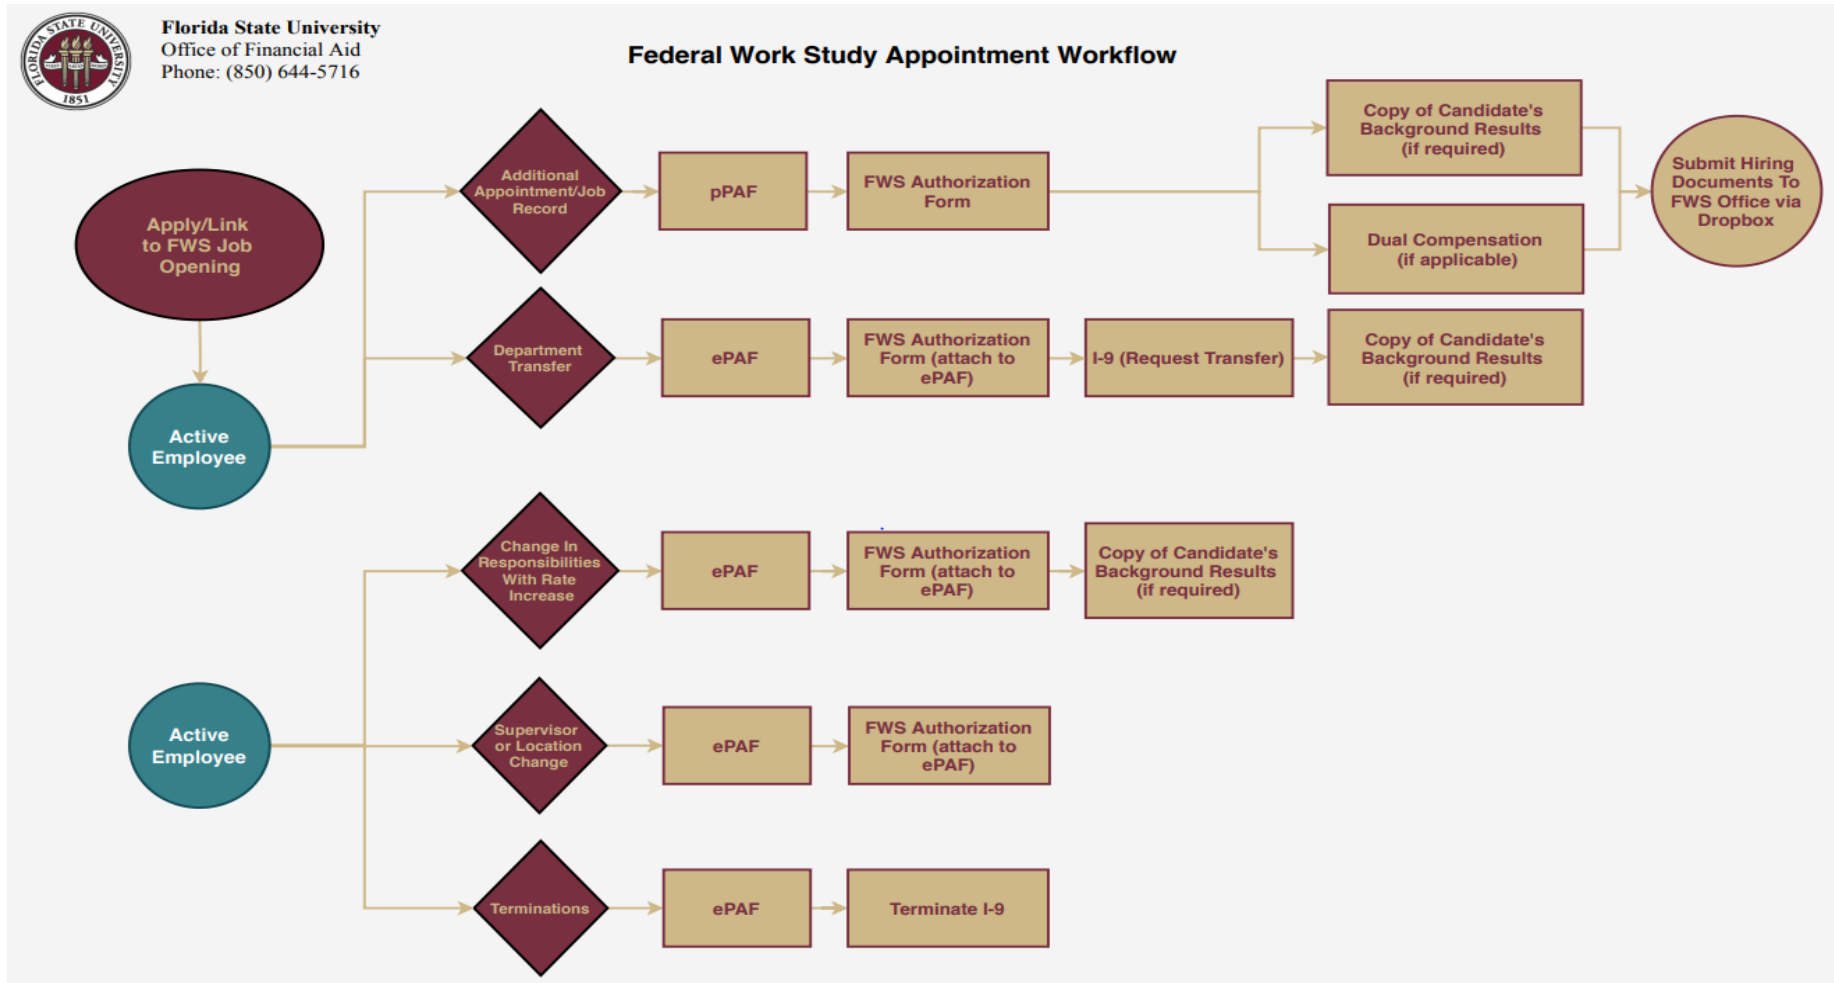 Florida State University
Office of Financial Aid
Phone: (850) 644-5716
FLORIDA STATE UNIVERSITY
1851
Federal Work Study Appointment Workflow
Apply/Link
to FWS Job
Opening
Active
Employee
Additional
Appointment/Job
Record
pPAF
FWS Authorization
Form
Copy of Candidate's
Background Results
(if required)
Dual Compensation
(if applicable)
Submit Hiring
Documents To
FWS Office via
Dropbox
Department
Transfer
ePAF
FWS Authorization
Form (attach to
ePAF)
I-9 (Request Transfer)
Copy of Candidate's
Background Results
(if required)
Active
Employee
Change In
Responsibilities
With Rate
Increase
ePAF
FWS Authorization
Form (attach to
ePAF)
Copy of Candidate's
Background Results
(if required)
Supervisor
or Location
Change
ePAF
FWS Authorization
Form (attach to
ePAF)
Terminations
ePAF
Terminate I-9